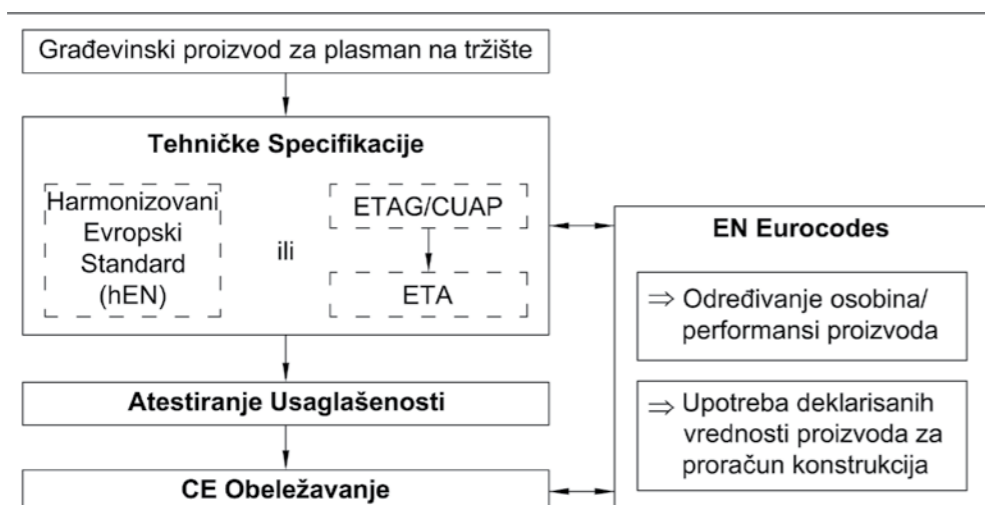 Građevinski proizvod za plasman na tržište
Tehničke Specifikacije
Harmonizovani
Evropski
Standard
(hEN)
ili
ETAG/CUAP
ETA
Atestiranje Usaglašenosti
CE Obeležavanje
EN Eurocodes
⇒ Određivanje osobina/
performansi proizvoda
⇒ Upotreba deklarisanih
vrednosti proizvoda za
proračun konstrukcija